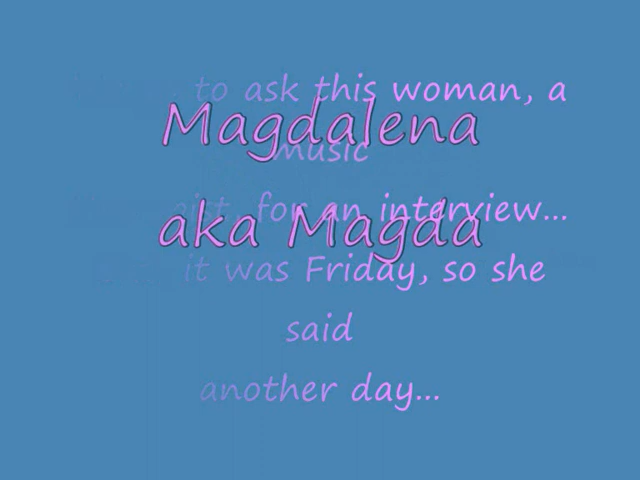 to ask this woman, a
Magdalena
music
for an interview...
aka Magda
it was Friday, so she
said
another day...